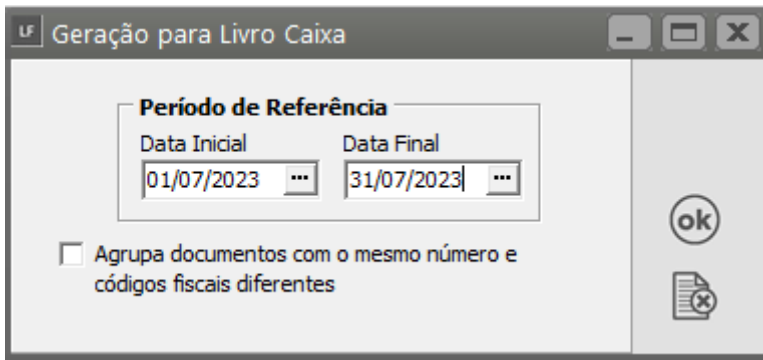 LF Geração para Livro Caixa
Período de Referência
Data Inicial Data Final
01/07/2023 ... 31/07/2023 ...
Agrupa documentos com o mesmo número e
códigos fiscais diferentes
ok